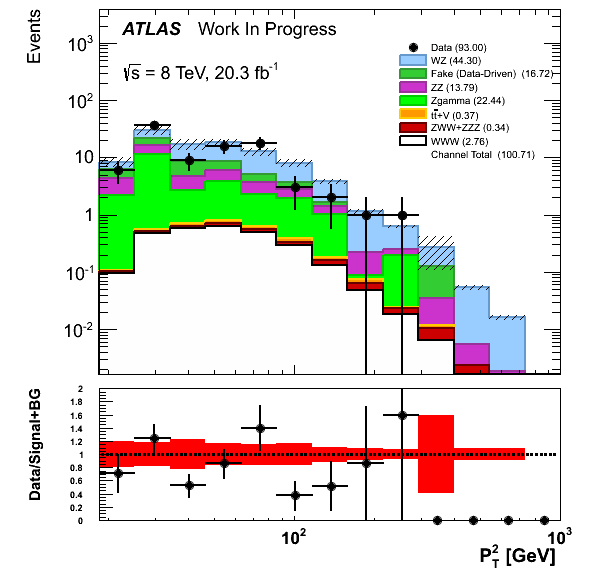 Events
10³
10²
10
1
10⁻¹
10⁻²
ATLAS Work In Progress
√s = 8 TeV, 20.3 fb⁻¹
Data (93.00)
WZ (44.30)
Fake (Data-Driven) (16.72)
ZZ (13.79)
Zgamma (22.44)
tt̄+V (0.37)
ZWW+ZZZ (0.34)
WWW (2.76)
Channel Total (100.71)
Data/Signal+BG
2
1.8
1.6
1.4
1.2
1
0.8
0.6
0.4
0.2
0
10² 10³
P²_T [GeV]